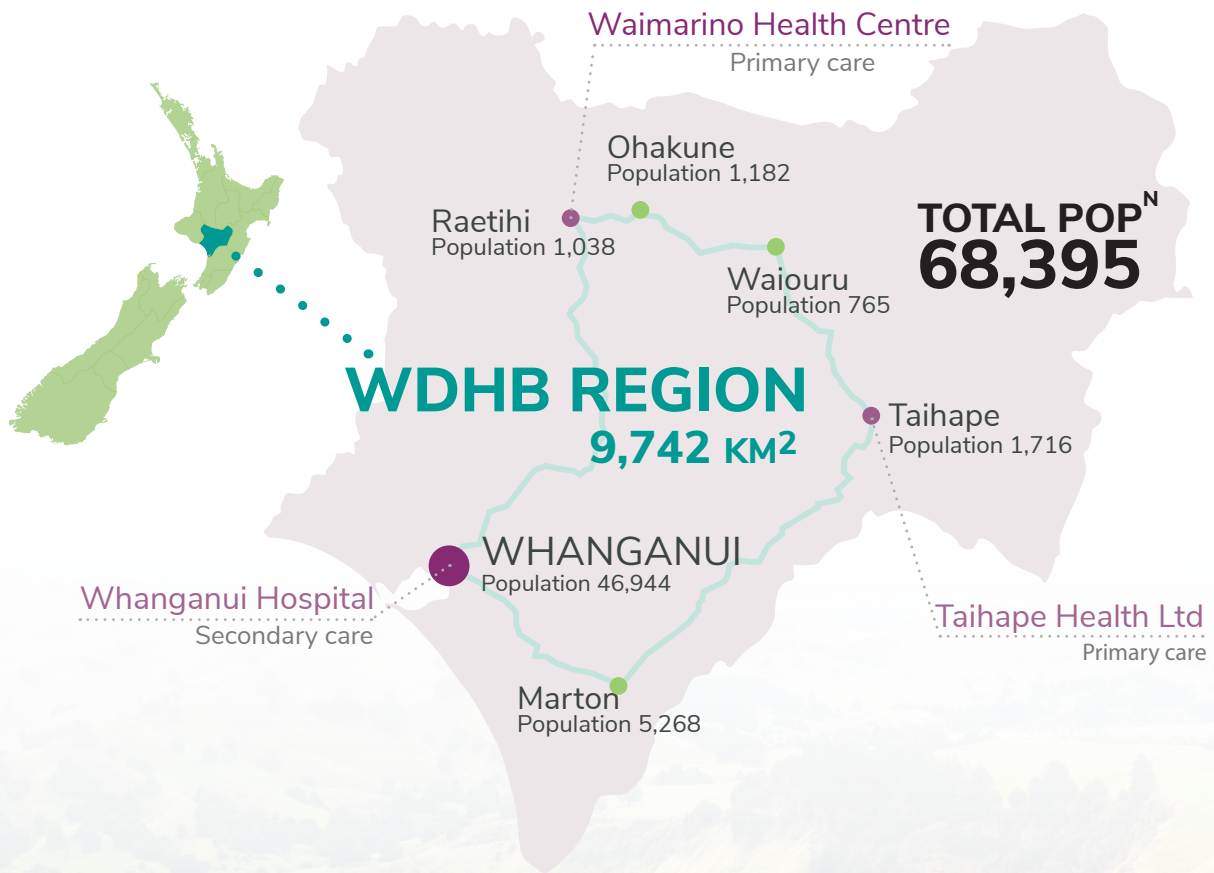 Waimarino Health Centre
Primary care
Ohakune
Population 1,182
Raetihi
Population 1,038
TOTAL POPᴺ
68,395
Waiouru
Population 765
WDHB REGION
9,742 KM²
Taihape
Population 1,716
WHANGANUI
Population 46,944
Whanganui Hospital
Secondary care
Taihape Health Ltd
Primary care
Marton
Population 5,268